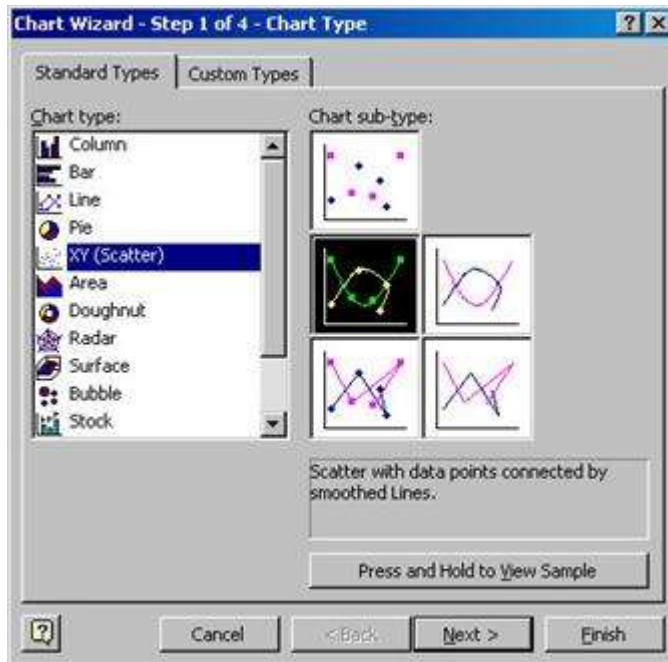 Chart Wizard - Step 1 of 4 - Chart Type
Standard Types
Custom Types
Chart type:
Column
Bar
Line
Pie
XY (Scatter)
Area
Doughnut
Radar
Surface
Bubble
Stock
Chart sub-type:
Scatter with data points connected by
smoothed Lines.
Press and Hold to View Sample
Cancel
< Back
Next >
Finish